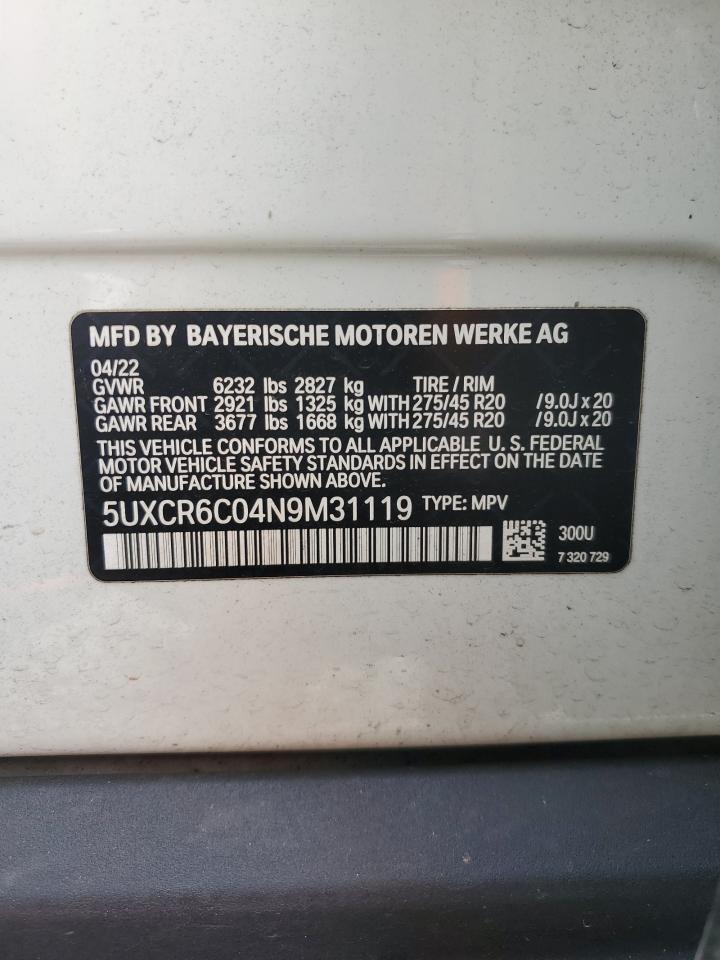 MFD BY BAYERISCHE MOTOREN WERKE AG
04/22
GVWR 6232 lbs 2827 kg TIRE / RIM
GAWR FRONT 2921 lbs 1325 kg WITH 275/45 R20 /9.0J x 20
GAWR REAR 3677 lbs 1668 kg WITH 275/45 R20 /9.0J x 20
THIS VEHICLE CONFORMS TO ALL APPLICABLE U. S. FEDERAL
MOTOR VEHICLE SAFETY STANDARDS IN EFFECT ON THE DATE
OF MANUFACTURE SHOWN ABOVE.
5UXCR6C04N9M31119 TYPE: MPV
300U
7 320 729